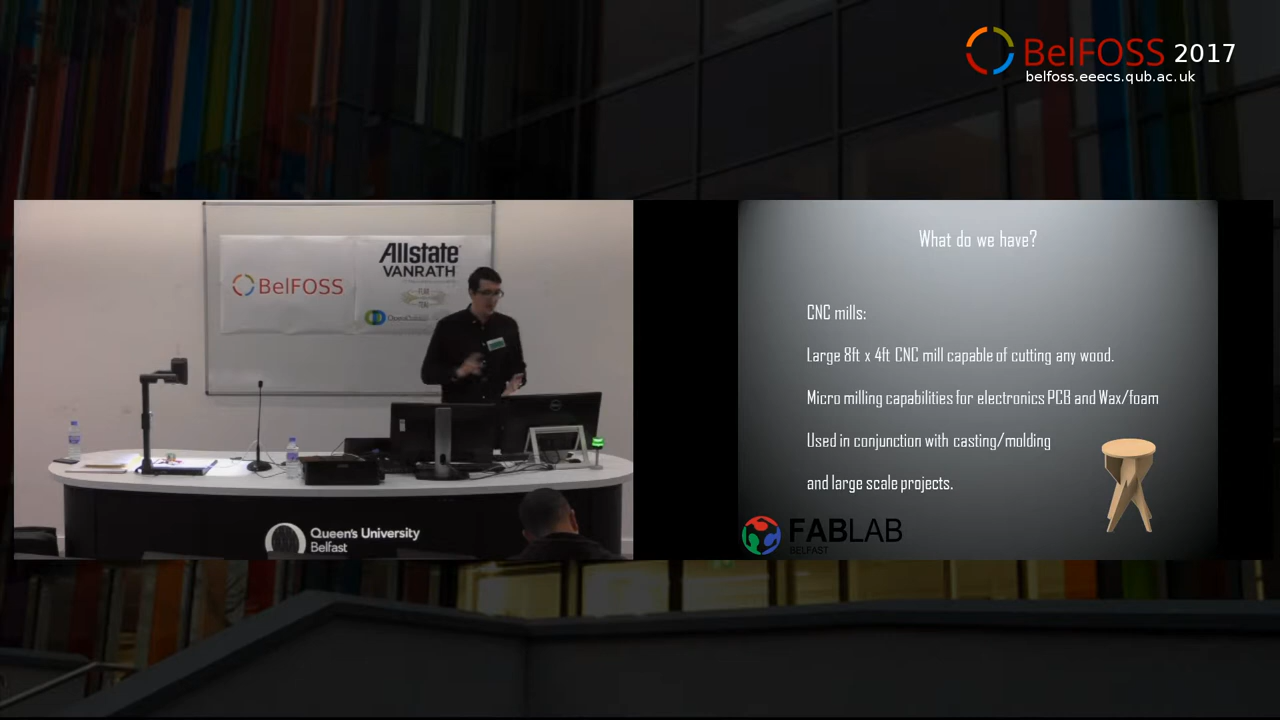 BelFOSS 2017
belfoss.eeecs.qub.ac.uk
BelFOSS
Allstate
VANRATH
Queen's University
Belfast
What do we have?
CNC mills:
Large 8ft x 4ft CNC mill capable of cutting any wood.
Micro milling capabilities for electronics PCB and Wax/foam
Used in conjunction with casting/molding
and large scale projects.
FABLAB
BELFAST